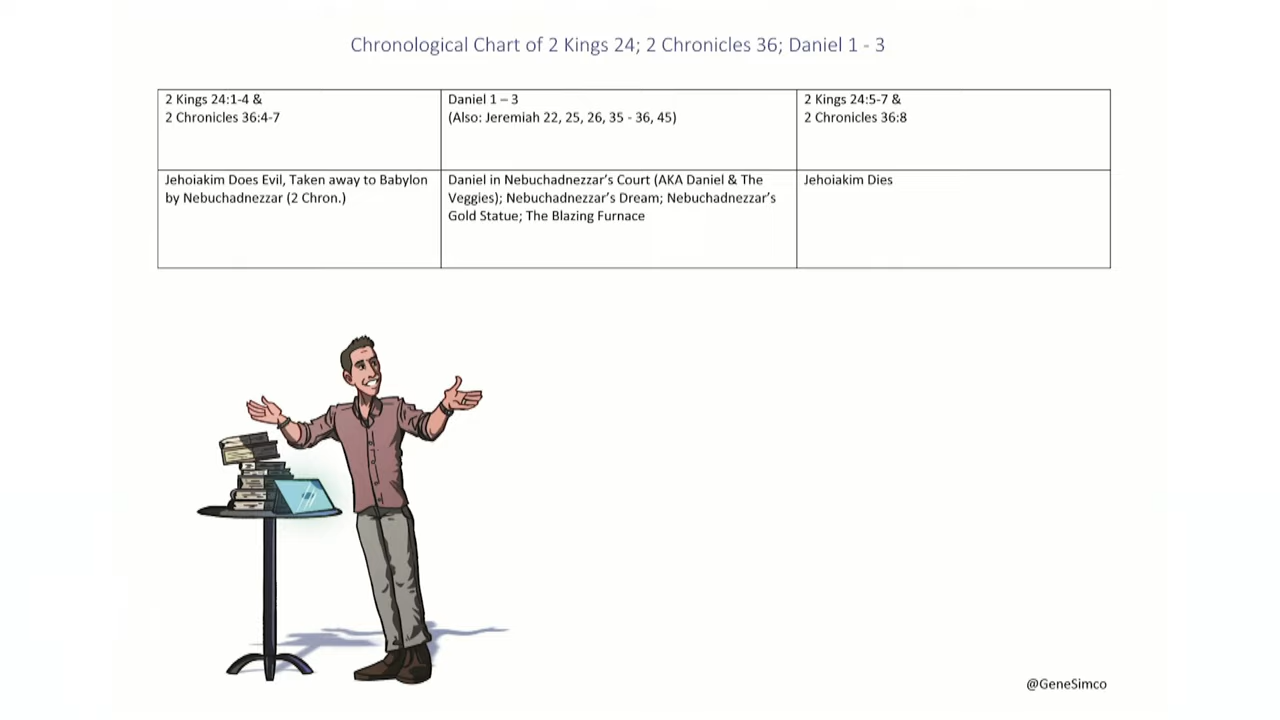 Chronological Chart of 2 Kings 24; 2 Chronicles 36; Daniel 1 - 3
2 Kings 24:1-4 &
2 Chronicles 36:4-7
Daniel 1 – 3
(Also: Jeremiah 22, 25, 26, 35 - 36, 45)
2 Kings 24:5-7 &
2 Chronicles 36:8
Jehoiakim Does Evil, Taken away to Babylon
by Nebuchadnezzar (2 Chron.)
Daniel in Nebuchadnezzar’s Court (AKA Daniel & The
Veggies); Nebuchadnezzar’s Dream; Nebuchadnezzar’s
Gold Statue; The Blazing Furnace
Jehoiakim Dies
@GeneSimco